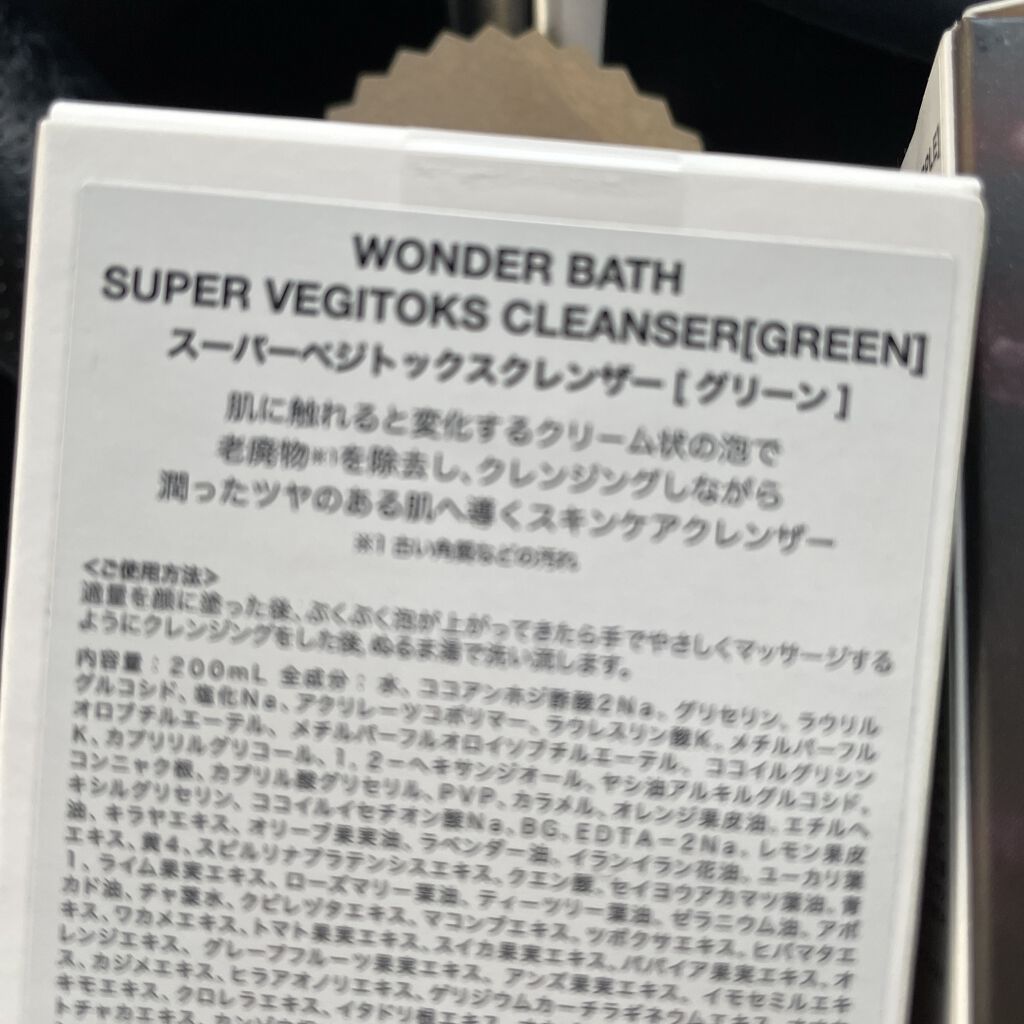 WONDER BATH
SUPER VEGITOKS CLEANSER[GREEN]
スーパーベジトックスクレンザー [ グリーン ]
肌に触れると変化するクリーム状の泡で
老廃物※1を除去し、クレンジングしながら
潤ったツヤのある肌へ導くスキンケアクレンザー
※1 古い角質などの汚れ
<ご使用方法>
適量を顔に塗った後、ぶくぶく泡が上がってきたら手でやさしくマッサージする
ようにクレンジングをした後、ぬるま湯で洗い流します。
内容量：200mL 全成分：水、ココアンホジ酢酸2Na、グリセリン、ラウリル
グルコシド、塩化Na、アクリレーツコポリマー、ラウレスリン酸K、メチルパーフル
オロブチルエーテル、メチルパーフルオロイソブチルエーテル、ココイルグリシン
K、カプリリルグリコール、1，2－ヘキサンジオール、ヤシ油アルキルグルコシド、
コンニャク根、カプリル酸グリセリル、PVP、カラメル、オレンジ果皮油、エチルヘ
キシルグリセリン、ココイルイセチオン酸Na、BG、EDTA－2Na、レモン果皮
油、キラヤエキス、オリーブ果実油、ラベンダー油、イランイラン花油、ユーカリ葉
エキス、黄4、スピルリナプラテンシスエキス、クエン酸、セイヨウアカマツ葉油、青
1、ライム果実エキス、ローズマリー葉油、ティーツリー葉油、ゼラニウム油、アボ
カド油、チャ葉水、クビレヅタエキス、マコンブエキス、ツボクサエキス、ヒバマタエ
キス、ワカメエキス、トマト果実エキス、スイカ果実エキス、パパイア果実エキス、オ
レンジエキス、グレープフルーツ果実エキス、アンズ果実エキス、イモセミルエキ
ス、カジメエキス、ヒラアオノリエキス、ゲリジウムカーチラギネウムエキス、
キモエキス、クロレラエキス、イタドリ根エキス、
トチャカエキス、